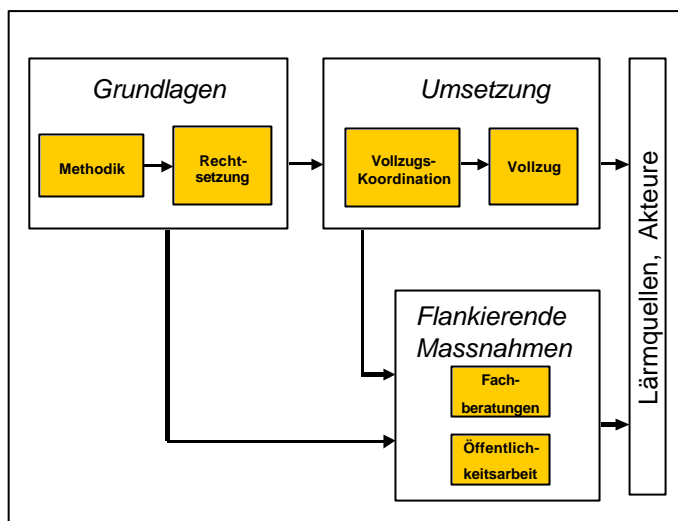 Grundlagen
Methodik
Recht-
setzung
Umsetzung
Vollzugs-
Koordination
Vollzug
Flankierende
Massnahmen
Fach-
beratungen
Öffentlich-
keitsarbeit
Lärmquellen, Akteure